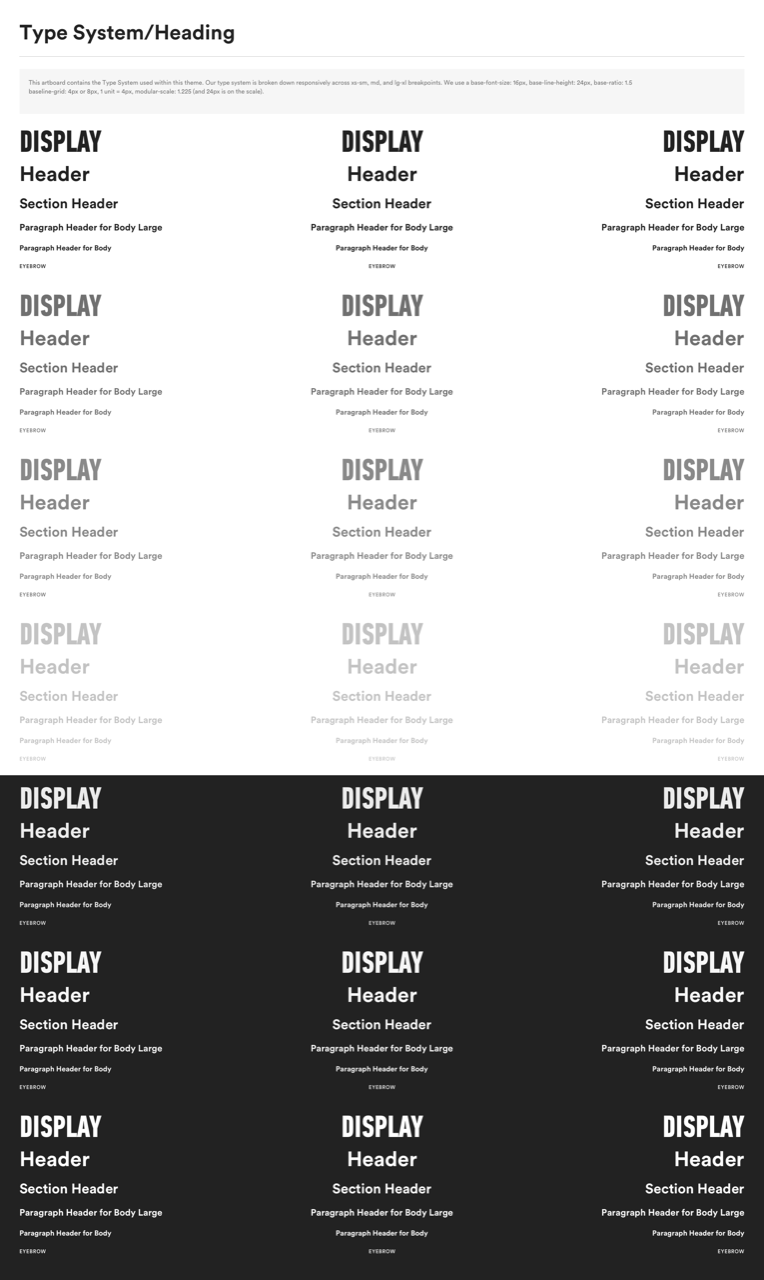 Type System/Heading
This artboard contains the Type System used within this theme. Our type system is broken down responsively across xs-sm, md, and lg-xl breakpoints. We use a base-font-size: 16px, base-line-height: 24px, base-ratio: 1.5
baseline-grid: 4px or 8px, 1 unit = 4px, modular-scale: 1.225 (and 24px is on the scale).
DISPLAY DISPLAY DISPLAY
Header Header Header
Section Header Section Header Section Header
Paragraph Header for Body Large Paragraph Header for Body Large Paragraph Header for Body Large
Paragraph Header for Body Paragraph Header for Body Paragraph Header for Body
EYEBROW EYEBROW EYEBROW
DISPLAY DISPLAY DISPLAY
Header Header Header
Section Header Section Header Section Header
Paragraph Header for Body Large Paragraph Header for Body Large Paragraph Header for Body Large
Paragraph Header for Body Paragraph Header for Body Paragraph Header for Body
EYEBROW EYEBROW EYEBROW
DISPLAY DISPLAY DISPLAY
Header Header Header
Section Header Section Header Section Header
Paragraph Header for Body Large Paragraph Header for Body Large Paragraph Header for Body Large
Paragraph Header for Body Paragraph Header for Body Paragraph Header for Body
EYEBROW EYEBROW EYEBROW
DISPLAY DISPLAY DISPLAY
Header Header Header
Section Header Section Header Section Header
Paragraph Header for Body Large Paragraph Header for Body Large Paragraph Header for Body Large
Paragraph Header for Body Paragraph Header for Body Paragraph Header for Body
EYEBROW EYEBROW EYEBROW
DISPLAY DISPLAY DISPLAY
Header Header Header
Section Header Section Header Section Header
Paragraph Header for Body Large Paragraph Header for Body Large Paragraph Header for Body Large
Paragraph Header for Body Paragraph Header for Body Paragraph Header for Body
EYEBROW EYEBROW EYEBROW
DISPLAY DISPLAY DISPLAY
Header Header Header
Section Header Section Header Section Header
Paragraph Header for Body Large Paragraph Header for Body Large Paragraph Header for Body Large
Paragraph Header for Body Paragraph Header for Body Paragraph Header for Body
EYEBROW EYEBROW EYEBROW
DISPLAY DISPLAY DISPLAY
Header Header Header
Section Header Section Header Section Header
Paragraph Header for Body Large Paragraph Header for Body Large Paragraph Header for Body Large
Paragraph Header for Body Paragraph Header for Body Paragraph Header for Body
EYEBROW EYEBROW EYEBROW